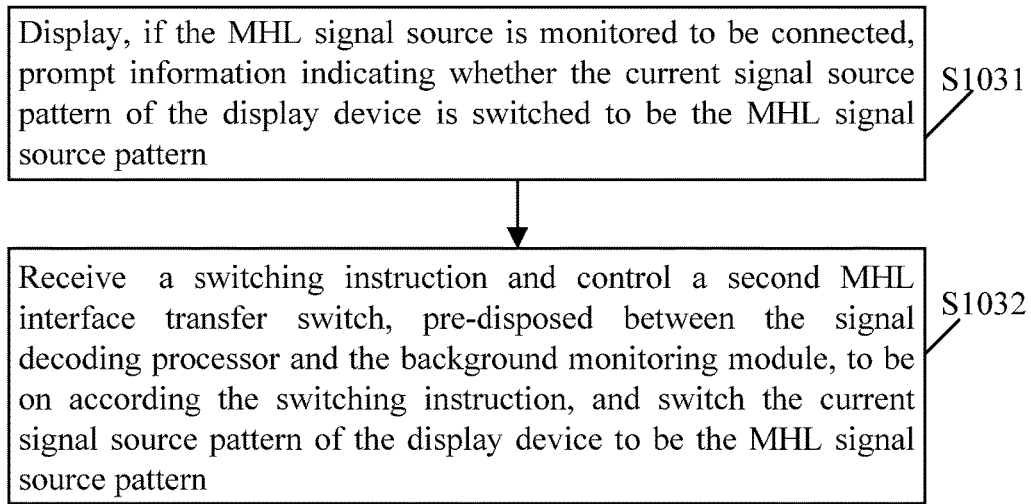 Display, if the MHL signal source is monitored to be connected,
prompt information indicating whether the current signal source
pattern of the display device is switched to be the MHL signal
source pattern
S1031
Receive a switching instruction and control a second MHL
interface transfer switch, pre-disposed between the signal
decoding processor and the background monitoring module, to be
on according the switching instruction, and switch the current
signal source pattern of the display device to be the MHL signal
source pattern
S1032